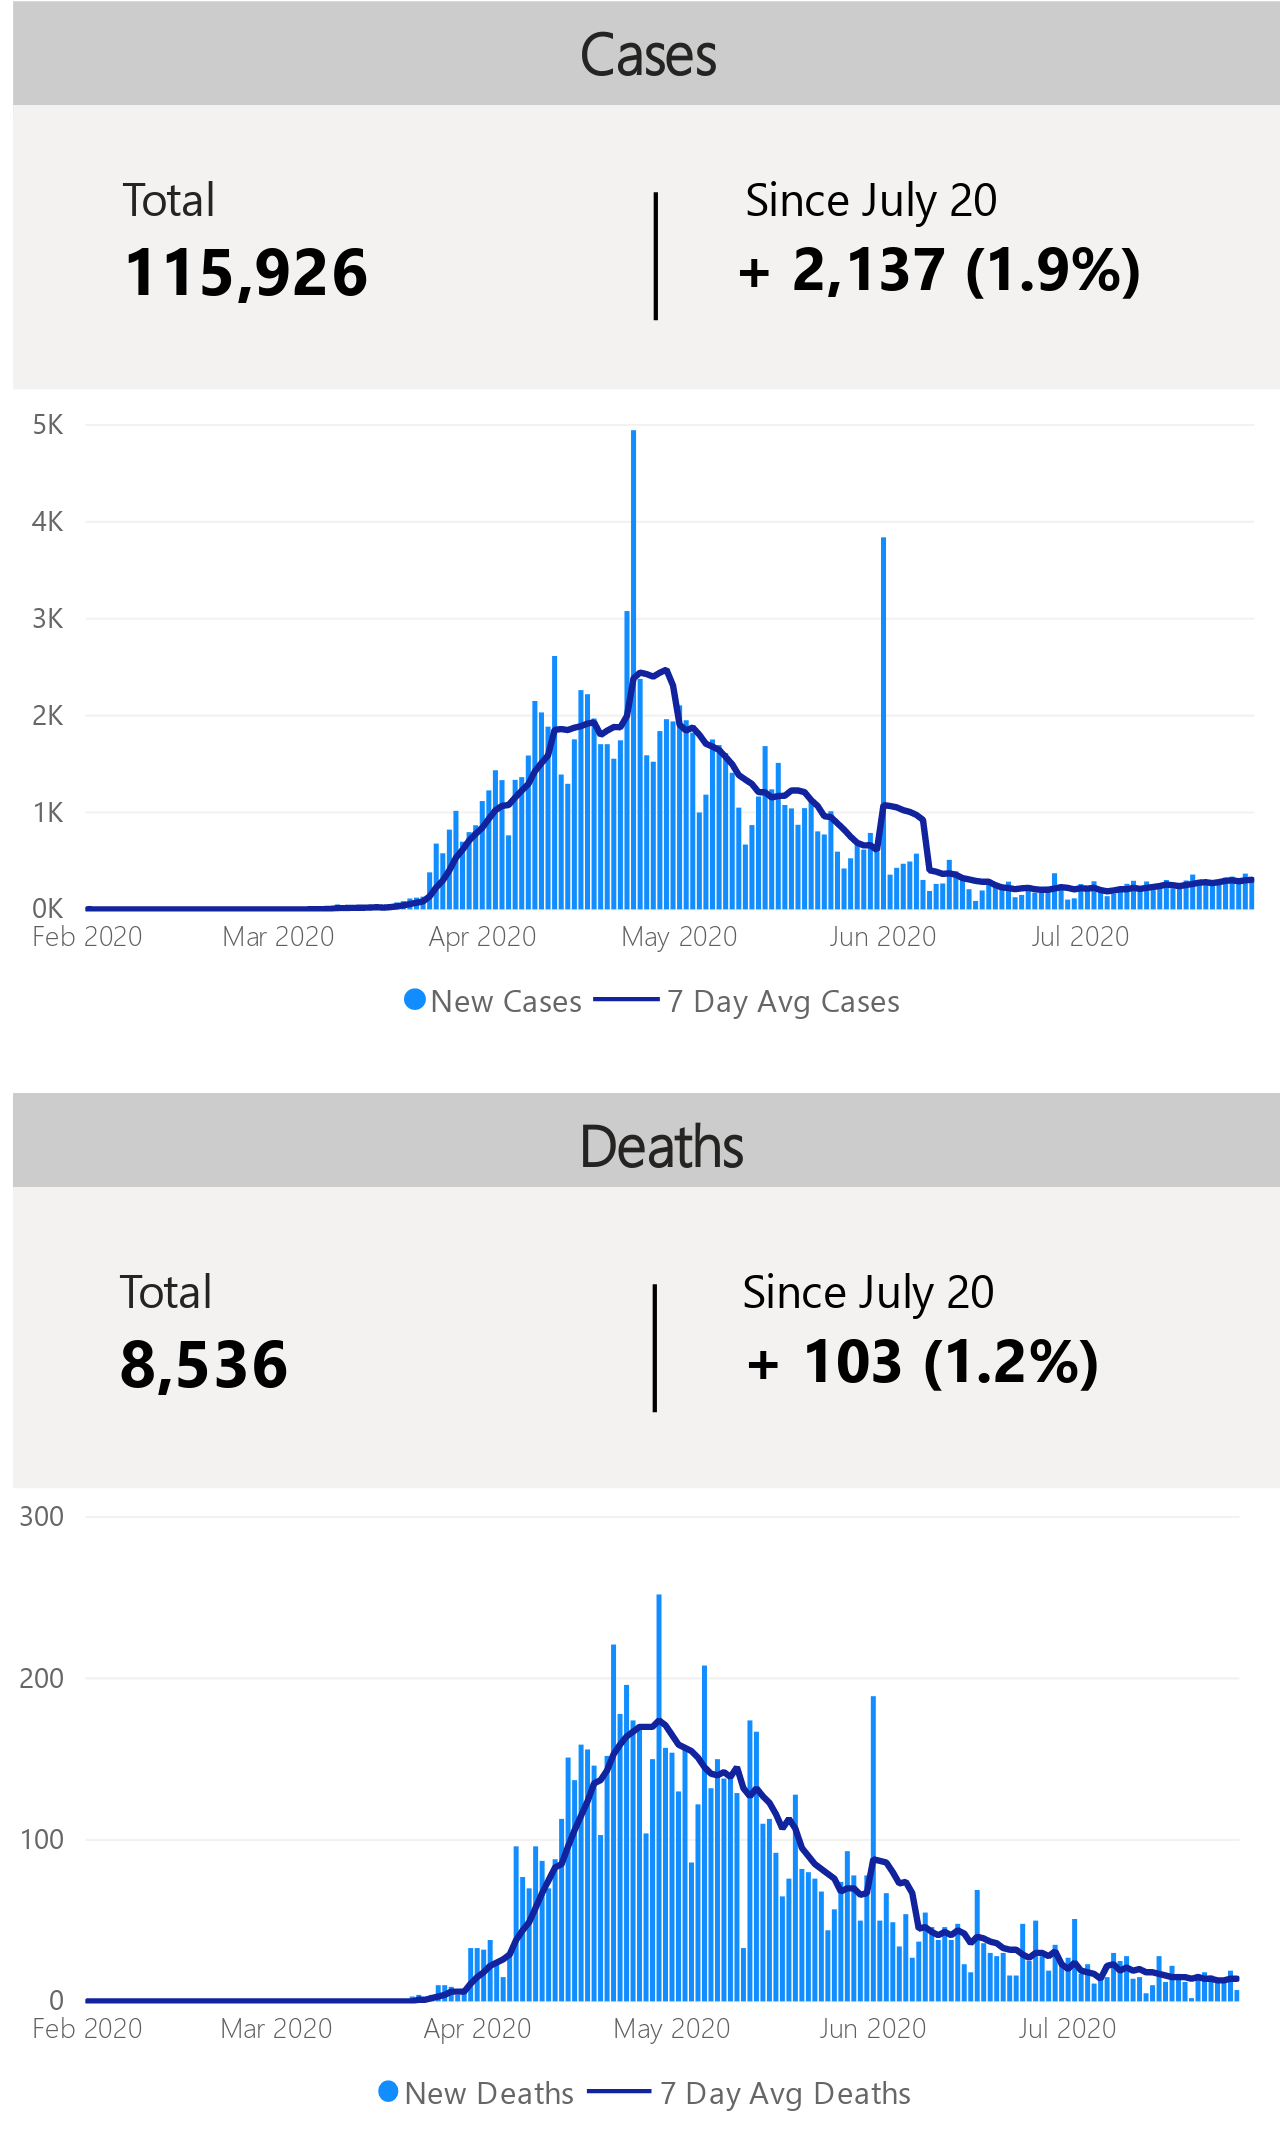 Cases
Total
Since July 20
115,926
+ 2,137 (1.9%)
5K
4K
3K
2K
1K
0K
Feb 2020 Mar 2020 Apr 2020 May 2020 Jun 2020 Jul 2020
New Cases 7 Day Avg Cases
Deaths
Total
Since July 20
8,536
+ 103 (1.2%)
300
200
100
0
Feb 2020 Mar 2020 Apr 2020 May 2020 Jun 2020 Jul 2020
New Deaths 7 Day Avg Deaths